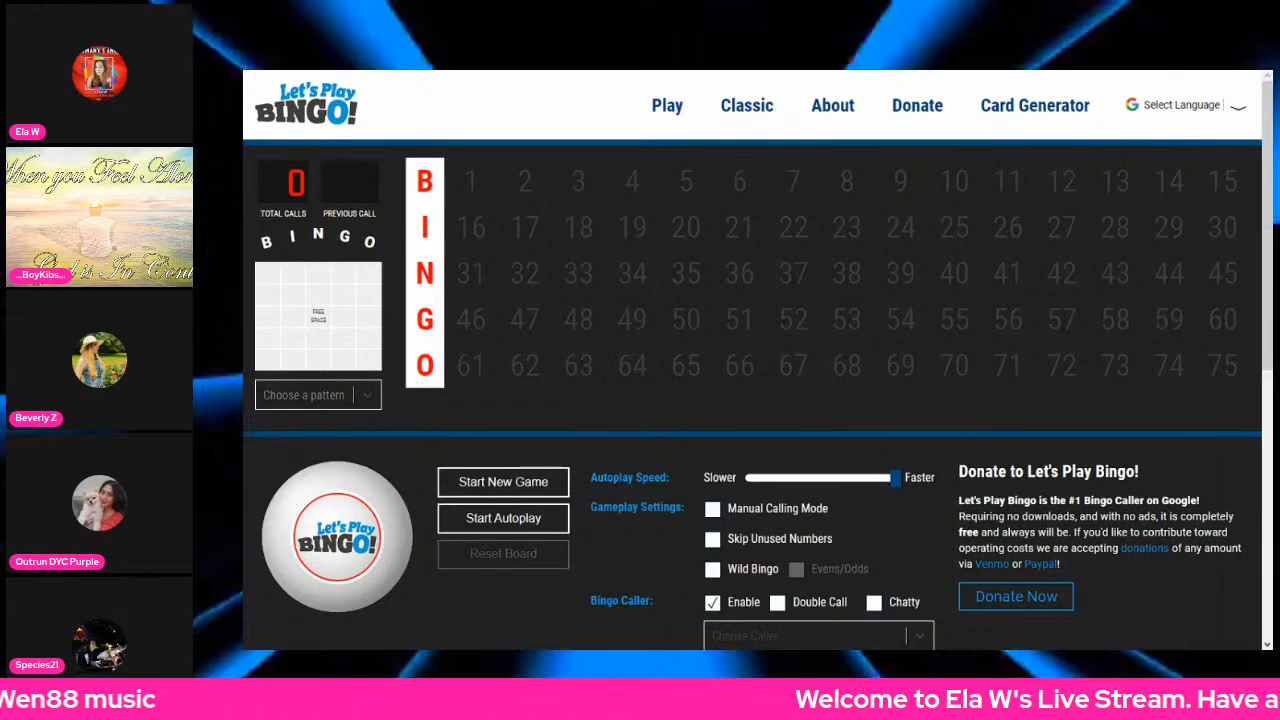 Ela W
When you Feel Alon
...BoyKibs...
Beverly Z
Outrun DYC Purple
Species21
Let's Play
BINGO!
Play Classic About Donate Card Generator Select Language
0
TOTAL CALLS PREVIOUS CALL
B I N G O
FREE
SPACE
Choose a pattern
B 1 2 3 4 5 6 7 8 9 10 11 12 13 14 15
I 16 17 18 19 20 21 22 23 24 25 26 27 28 29 30
N 31 32 33 34 35 36 37 38 39 40 41 42 43 44 45
G 46 47 48 49 50 51 52 53 54 55 56 57 58 59 60
O 61 62 63 64 65 66 67 68 69 70 71 72 73 74 75
Let's Play
BINGO!
Start New Game
Start Autoplay
Reset Board
Autoplay Speed: Slower Faster
Gameplay Settings: Manual Calling Mode
Skip Unused Numbers
Wild Bingo Evens/Odds
Bingo Caller: Enable Double Call Chatty
Choose Caller
Donate to Let's Play Bingo!
Let's Play Bingo is the #1 Bingo Caller on Google!
Requiring no downloads, and with no ads, it is completely
free and always will be. If you'd like to contribute toward
operating costs we are accepting donations of any amount
via Venmo or Paypal!
Donate Now
Wen88 music Welcome to Ela W's Live Stream. Have a